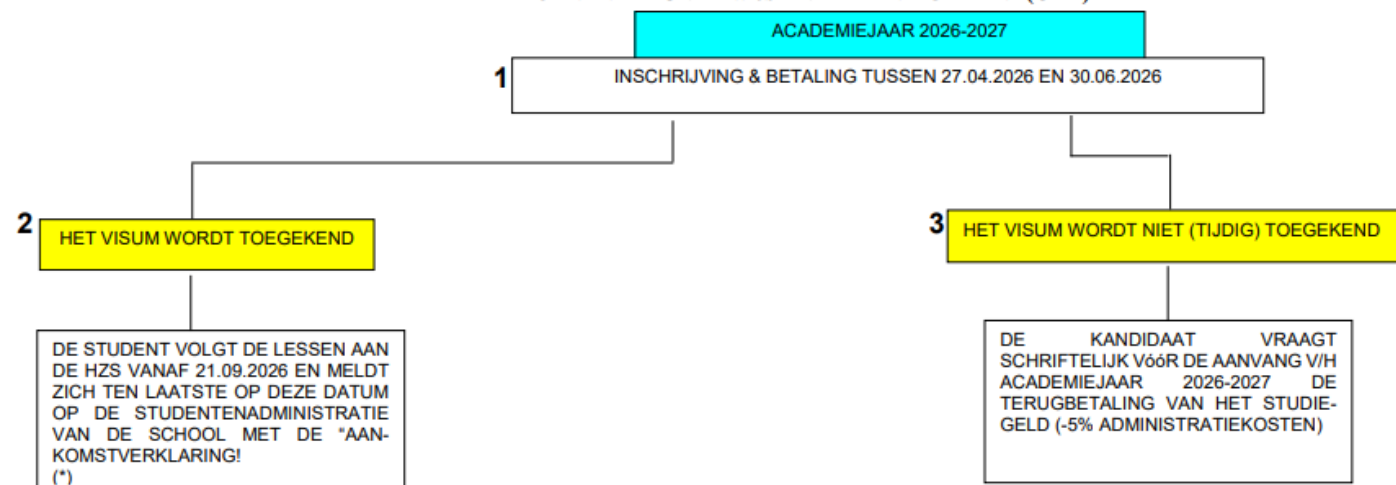 ACADEMIEJAAR 2026-2027
1
INSCHRIJVING & BETALING TUSSEN 27.04.2026 EN 30.06.2026
2
HET VISUM WORDT TOEGEKEND
3
HET VISUM WORDT NIET (TIJDIG) TOEGEKEND
DE STUDENT VOLGT DE LESSEN AAN
DE HZS VANAF 21.09.2026 EN MELDT
ZICH TEN LAATSTE OP DEZE DATUM
OP DE STUDENTENADMINISTRATIE
VAN DE SCHOOL MET DE “AAN-
KOMSTVERKLARING!
(*)
DE KANDIDAAT VRAAGT
SCHRIFTELIJK VóóR DE AANVANG V/H
ACADEMIEJAAR 2026-2027 DE
TERUGBETALING VAN HET STUDIE-
GELD (-5% ADMINISTRATIEKOSTEN)